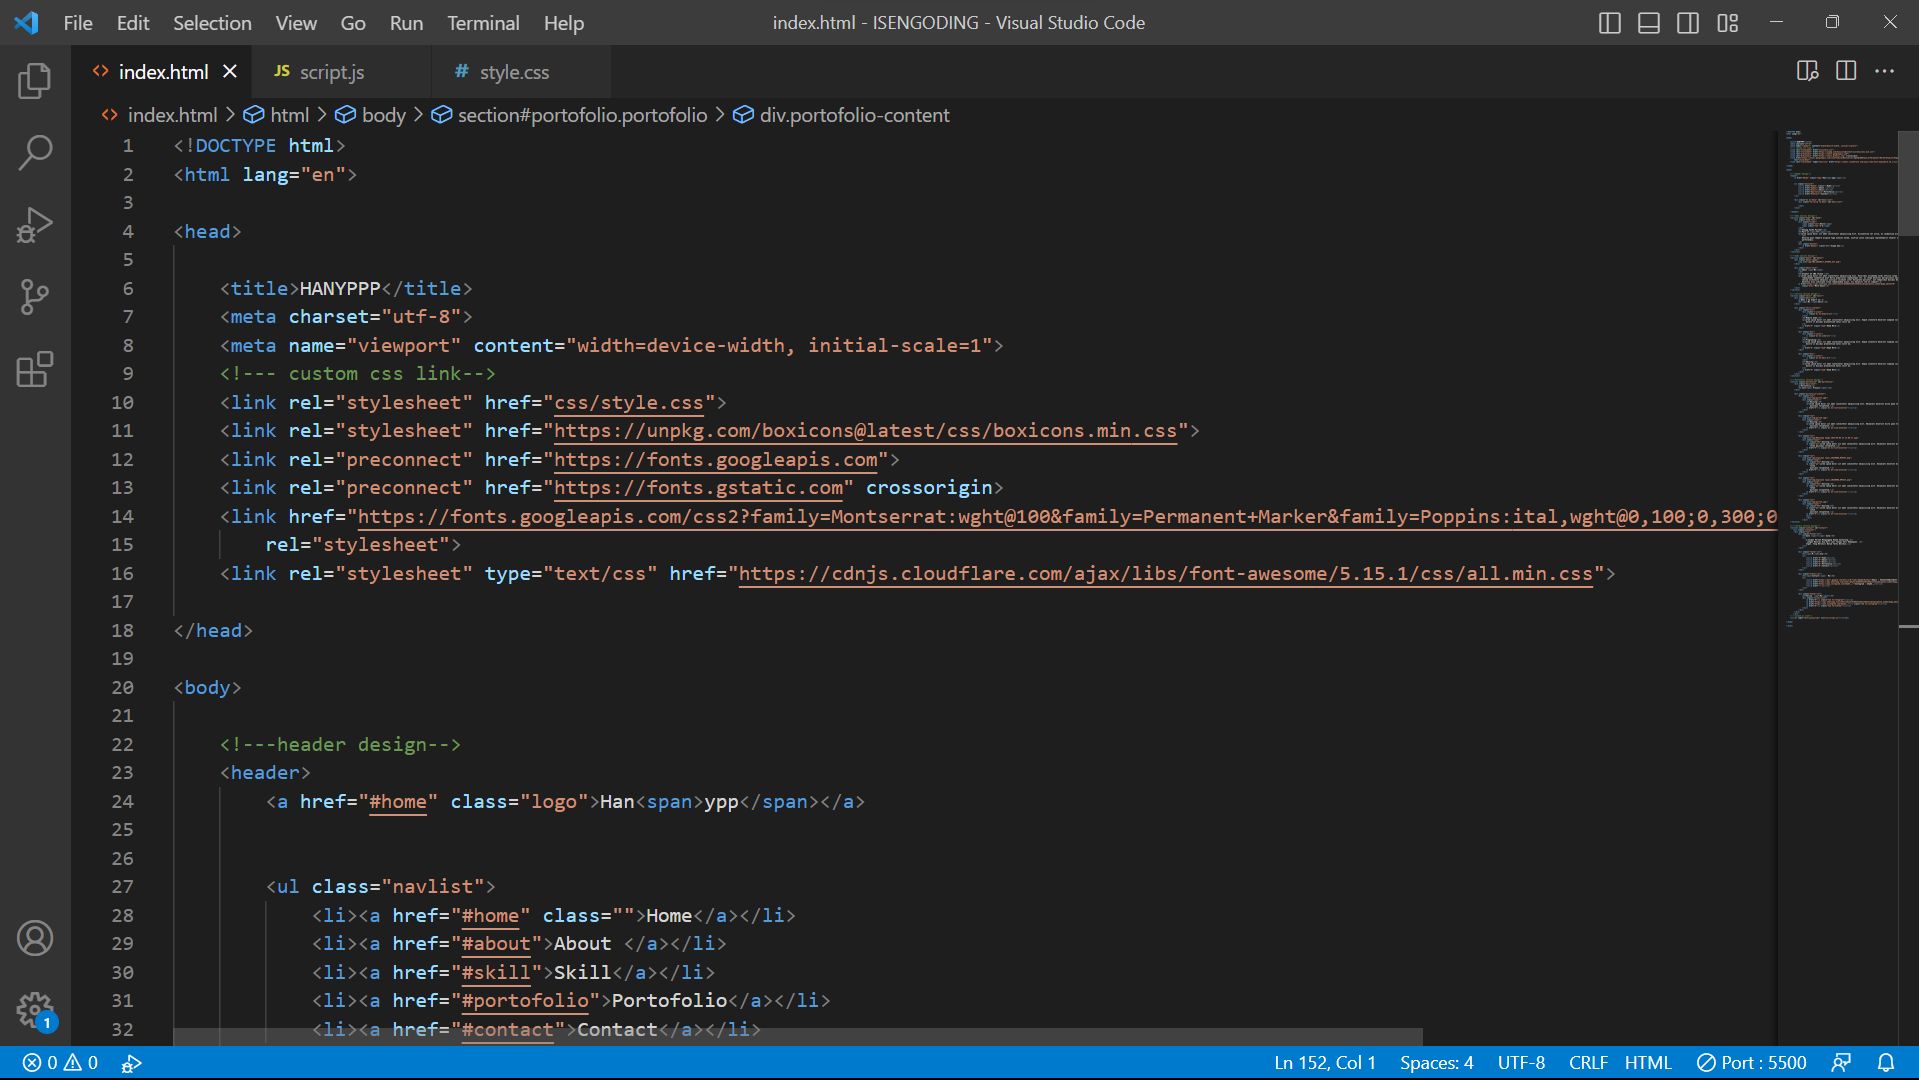 File Edit Selection View Go Run Terminal Help index.html - ISENGODING - Visual Studio Code
index.html JS script.js # style.css
index.html > html > body > section#portofolio.portofolio > div.portofolio-content
1 <!DOCTYPE html>
2 <html lang="en">
3
4 <head>
5
6 <title>HANYPPP</title>
7 <meta charset="utf-8">
8 <meta name="viewport" content="width=device-width, initial-scale=1">
9 <!--- custom css link-->
10 <link rel="stylesheet" href="css/style.css">
11 <link rel="stylesheet" href="https://unpkg.com/boxicons@latest/css/boxicons.min.css">
12 <link rel="preconnect" href="https://fonts.googleapis.com">
13 <link rel="preconnect" href="https://fonts.gstatic.com" crossorigin>
14 <link href="https://fonts.googleapis.com/css2?family=Montserrat:wght@100&family=Permanent+Marker&family=Poppins:ital,wght@0,100;0,300;0
15 rel="stylesheet">
16 <link rel="stylesheet" type="text/css" href="https://cdnjs.cloudflare.com/ajax/libs/font-awesome/5.15.1/css/all.min.css">
17
18 </head>
19
20 <body>
21
22 <!---header design-->
23 <header>
24 <a href="#home" class="logo">Han<span>ypp</span></a>
25
26
27 <ul class="navlist">
28 <li><a href="#home" class="">Home</a></li>
29 <li><a href="#about">About </a></li>
30 <li><a href="#skill">Skill</a></li>
31 <li><a href="#portofolio">Portofolio</a></li>
32 <li><a href="#contact">Contact</a></li>
1
0 0 Ln 152, Col 1 Spaces: 4 UTF-8 CRLF HTML Port : 5500